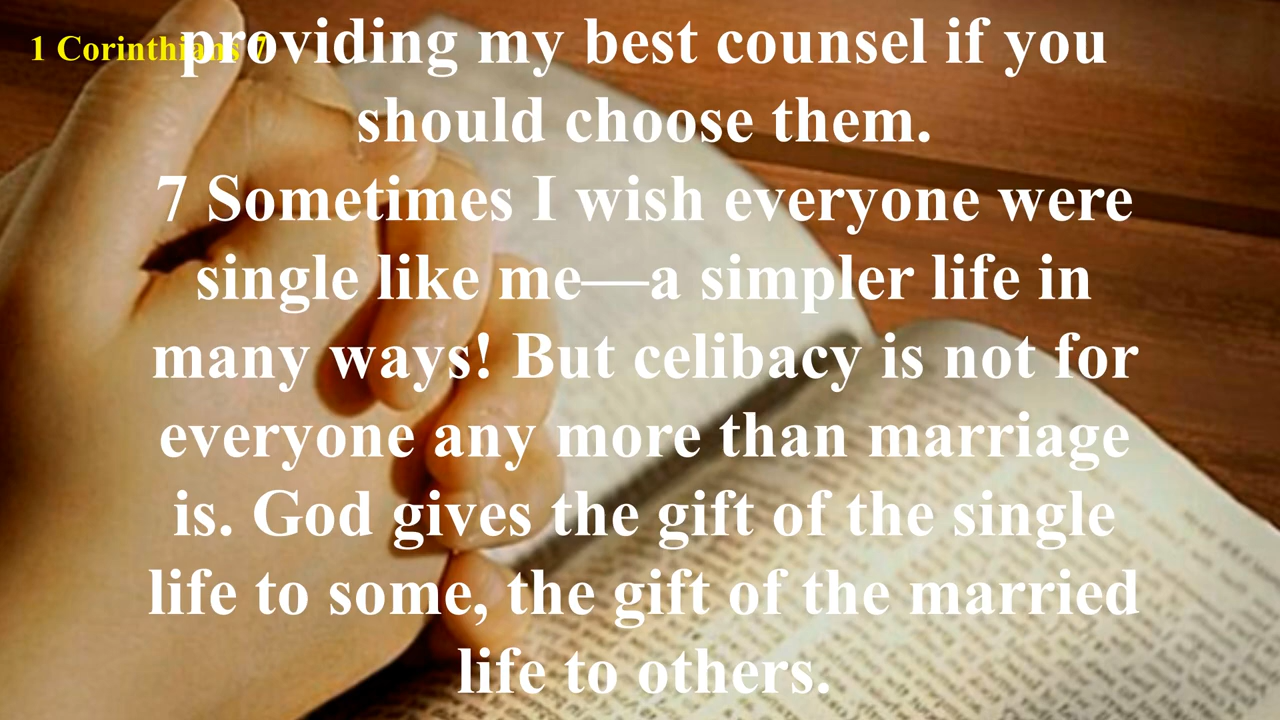 1 Corinthians 7
providing my best counsel if you
should choose them.
7 Sometimes I wish everyone were
single like me—a simpler life in
many ways! But celibacy is not for
everyone any more than marriage
is. God gives the gift of the single
life to some, the gift of the married
life to others.